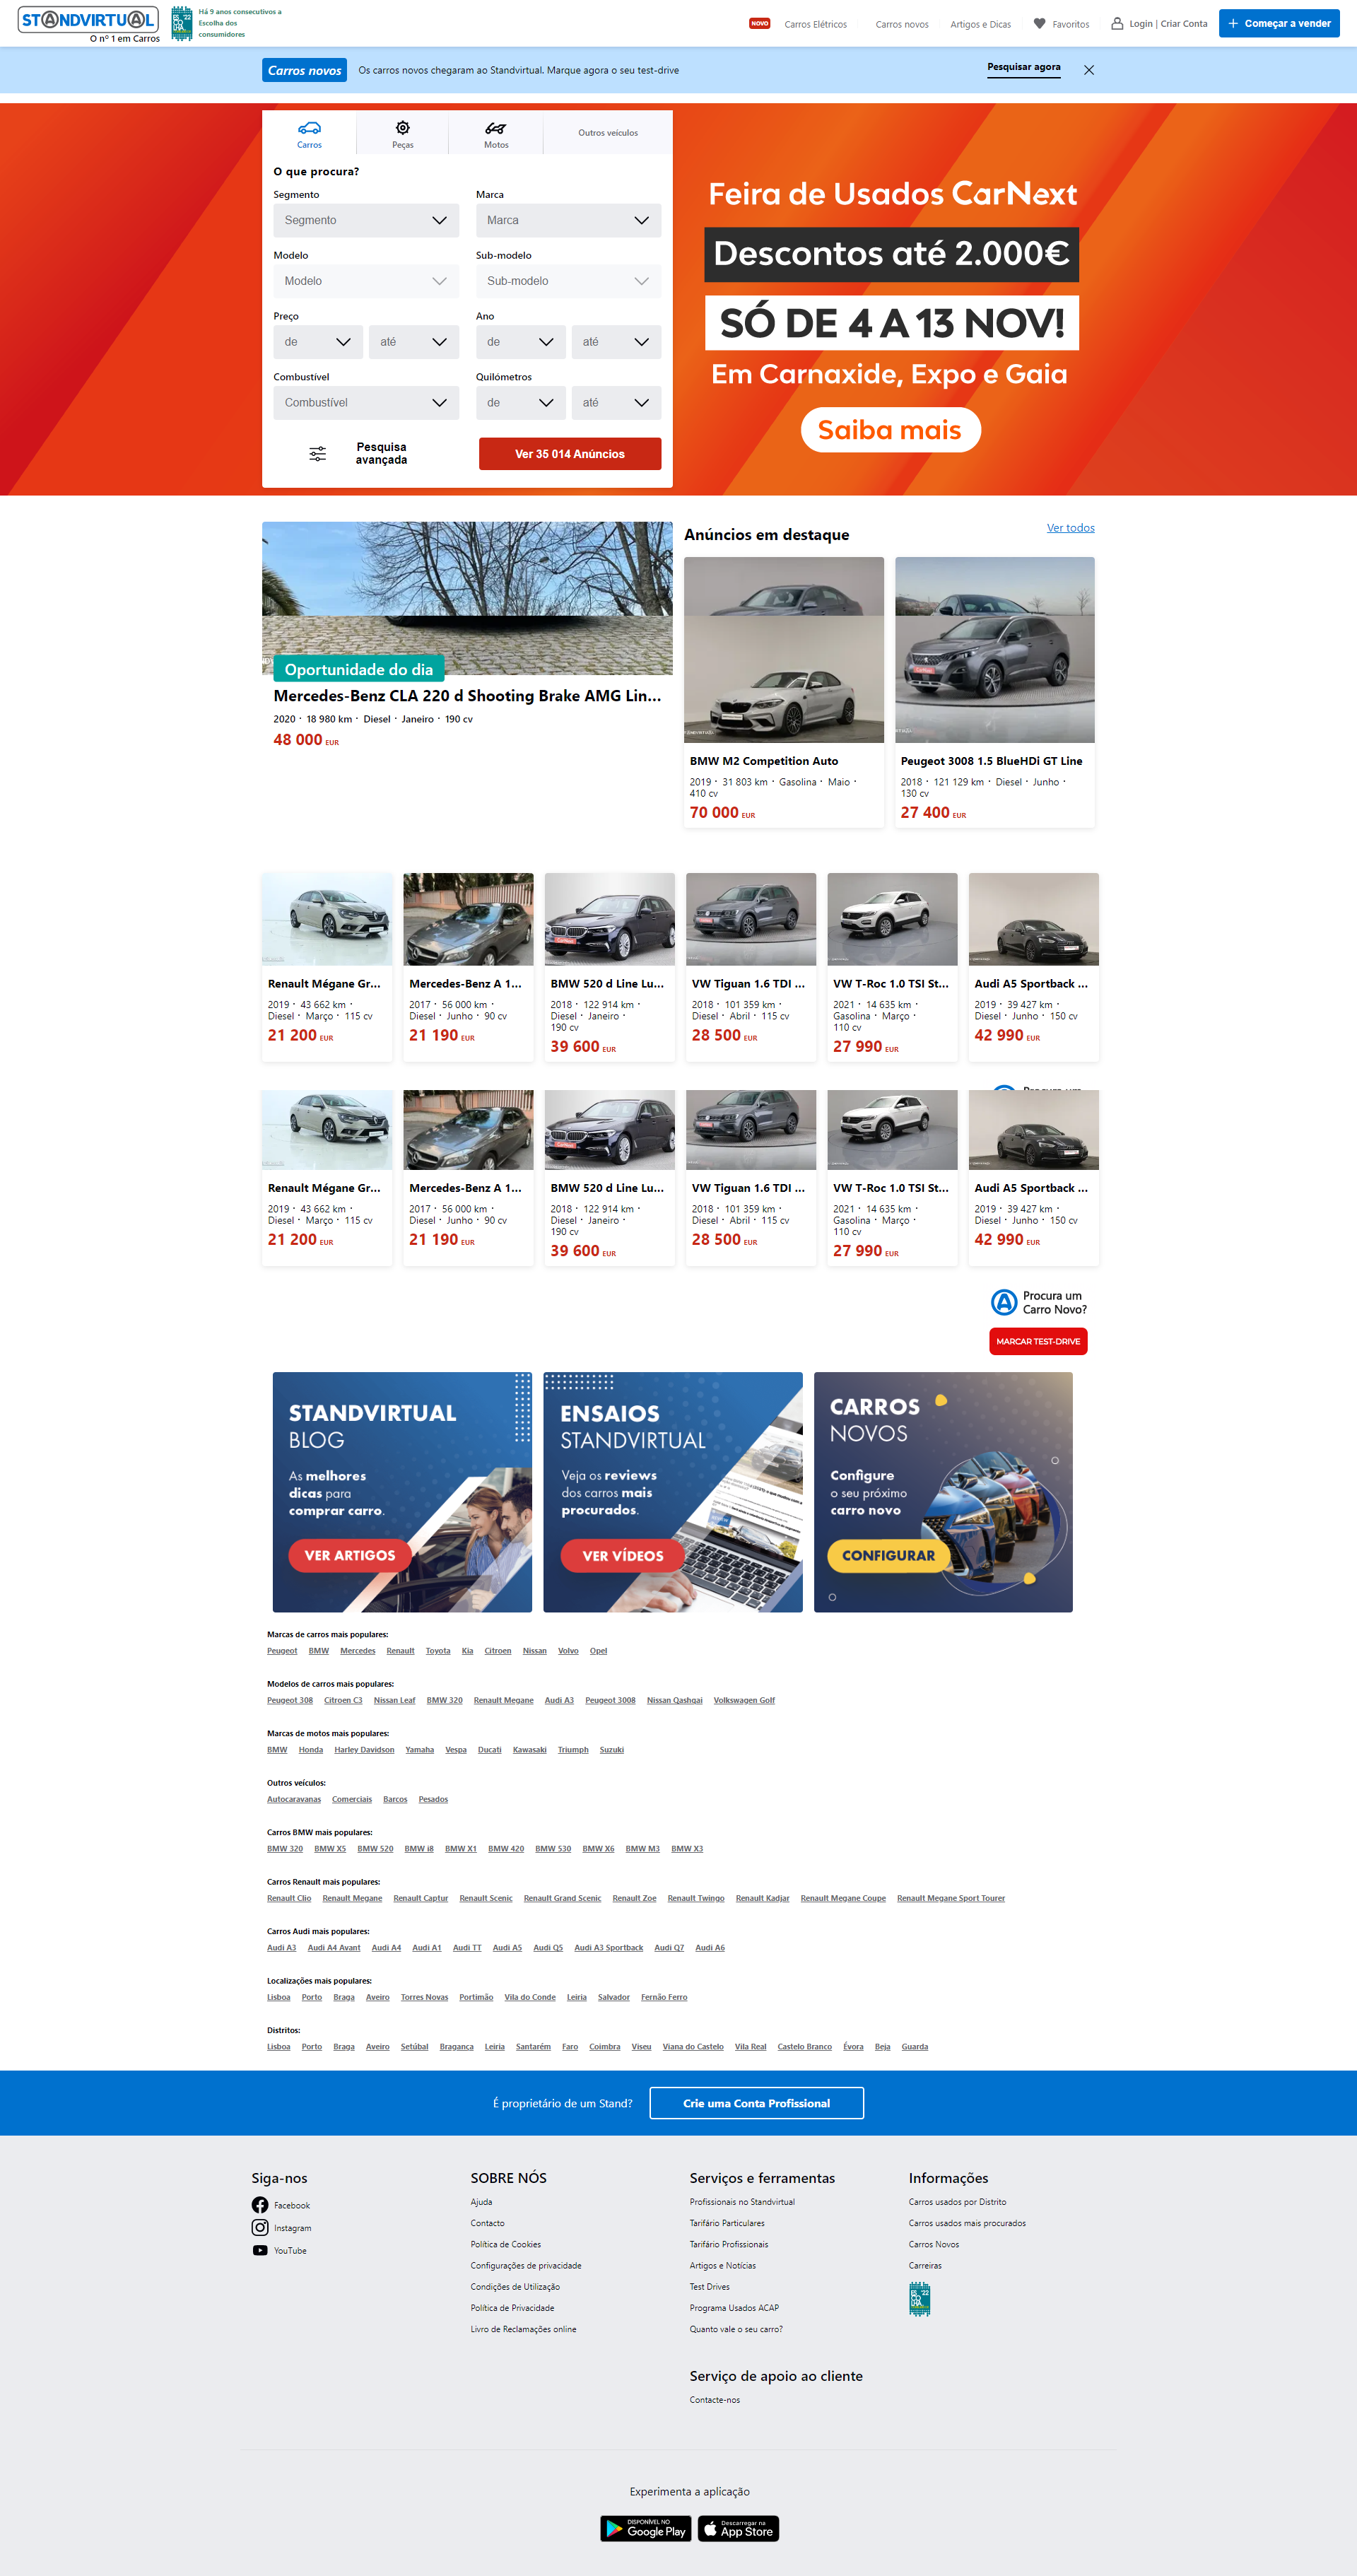 STANDVIRTUAL
O nº 1 em Carros
Há 9 anos consecutivos a
Escolha dos
consumidores
NOVO
Carros Elétricos
Carros novos
Artigos e Dicas
Favoritos
Login | Criar Conta
Começar a vender
Carros novos
Os carros novos chegaram ao Standvirtual. Marque agora o seu test-drive
Pesquisar agora
Carros
Peças
Motos
Outros veículos
O que procura?
Segmento
Marca
Segmento
Marca
Modelo
Sub-modelo
Modelo
Sub-modelo
Preço
Ano
de
até
de
até
Combustível
Quilómetros
Combustível
de
até
Pesquisa
avançada
Ver 35 014 Anúncios
Feira de Usados CarNext
Descontos até 2.000€
SÓ DE 4 A 13 NOV!
Em Carnaxide, Expo e Gaia
Saiba mais
Oportunidade do dia
Mercedes-Benz CLA 220 d Shooting Brake AMG Lin...
2020 · 18 980 km · Diesel · Janeiro · 190 cv
48 000 EUR
Anúncios em destaque
Ver todos
BMW M2 Competition Auto
2019 · 31 803 km · Gasolina · Maio ·
410 cv
70 000 EUR
Peugeot 3008 1.5 BlueHDi GT Line
2018 · 121 129 km · Diesel · Junho ·
130 cv
27 400 EUR
Renault Mégane Gr...
2019 · 43 662 km ·
Diesel · Março · 115 cv
21 200 EUR
Mercedes-Benz A 1...
2017 · 56 000 km ·
Diesel · Junho · 90 cv
21 190 EUR
BMW 520 d Line Lu...
2018 · 122 914 km ·
Diesel · Janeiro ·
190 cv
39 600 EUR
VW Tiguan 1.6 TDI ...
2018 · 101 359 km ·
Diesel · Abril · 115 cv
28 500 EUR
VW T-Roc 1.0 TSI St...
2021 · 14 635 km ·
Gasolina · Março ·
110 cv
27 990 EUR
Audi A5 Sportback ...
2019 · 39 427 km ·
Diesel · Junho · 150 cv
42 990 EUR
Renault Mégane Gr...
2019 · 43 662 km ·
Diesel · Março · 115 cv
21 200 EUR
Mercedes-Benz A 1...
2017 · 56 000 km ·
Diesel · Junho · 90 cv
21 190 EUR
BMW 520 d Line Lu...
2018 · 122 914 km ·
Diesel · Janeiro ·
190 cv
39 600 EUR
VW Tiguan 1.6 TDI ...
2018 · 101 359 km ·
Diesel · Abril · 115 cv
28 500 EUR
VW T-Roc 1.0 TSI St...
2021 · 14 635 km ·
Gasolina · Março ·
110 cv
27 990 EUR
Audi A5 Sportback ...
2019 · 39 427 km ·
Diesel · Junho · 150 cv
42 990 EUR
Procura um
Carro Novo?
MARCAR TEST-DRIVE
STANDVIRTUAL
BLOG
As melhores
dicas para
comprar carro.
VER ARTIGOS
ENSAIOS
STANDVIRTUAL
Veja os reviews
dos carros mais
procurados.
VER VÍDEOS
CARROS
NOVOS
Configure
o seu próximo
carro novo
CONFIGURAR
Marcas de carros mais populares:
Peugeot BMW Mercedes Renault Toyota Kia Citroen Nissan Volvo Opel
Modelos de carros mais populares:
Peugeot 308 Citroen C3 Nissan Leaf BMW 320 Renault Megane Audi A3 Peugeot 3008 Nissan Qashqai Volkswagen Golf
Marcas de motos mais populares:
BMW Honda Harley Davidson Yamaha Vespa Ducati Kawasaki Triumph Suzuki
Outros veículos:
Autocaravanas Comerciais Barcos Pesados
Carros BMW mais populares:
BMW 320 BMW X5 BMW 520 BMW i8 BMW X1 BMW 420 BMW 530 BMW X6 BMW M3 BMW X3
Carros Renault mais populares:
Renault Clio Renault Megane Renault Captur Renault Scenic Renault Grand Scenic Renault Zoe Renault Twingo Renault Kadjar Renault Megane Coupe Renault Megane Sport Tourer
Carros Audi mais populares:
Audi A3 Audi A4 Avant Audi A4 Audi A1 Audi TT Audi A5 Audi Q5 Audi A3 Sportback Audi Q7 Audi A6
Localizações mais populares:
Lisboa Porto Braga Aveiro Torres Novas Portimão Vila do Conde Leiria Salvador Fernão Ferro
Distritos:
Lisboa Porto Braga Aveiro Setúbal Bragança Leiria Santarém Faro Coimbra Viseu Viana do Castelo Vila Real Castelo Branco Évora Beja Guarda
É proprietário de um Stand?
Crie uma Conta Profissional
Siga-nos
Facebook
Instagram
YouTube
SOBRE NÓS
Ajuda
Contacto
Política de Cookies
Configurações de privacidade
Condições de Utilização
Política de Privacidade
Livro de Reclamações online
Serviços e ferramentas
Profissionais no Standvirtual
Tarifário Particulares
Tarifário Profissionais
Artigos e Notícias
Test Drives
Programa Usados ACAP
Quanto vale o seu carro?
Serviço de apoio ao cliente
Contacte-nos
Informações
Carros usados por Distrito
Carros usados mais procurados
Carros Novos
Carreiras
Experimenta a aplicação
DISPONÍVEL NO
Google Play
Descarregar na
App Store